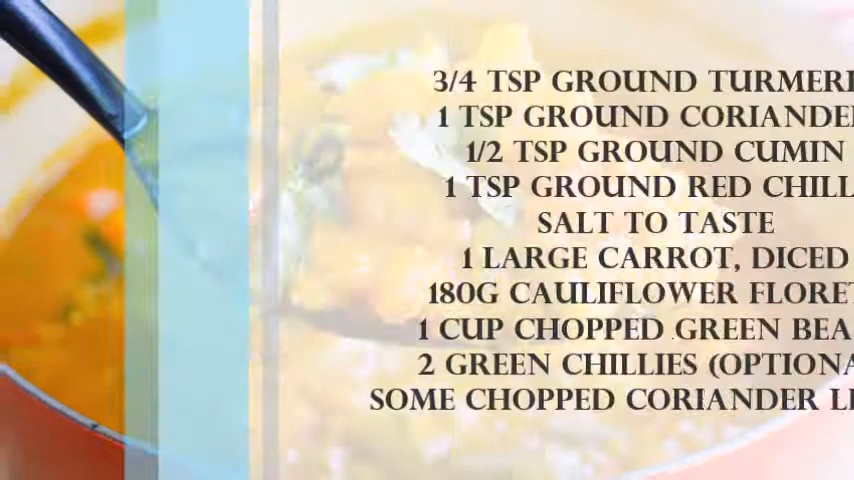 3/4 TSP GROUND TURMERI
1 TSP GROUND CORIANDE
1/2 TSP GROUND CUMIN
1 TSP GROUND RED CHILL
SALT TO TASTE
1 LARGE CARROT, DICED
180G CAULIFLOWER FLORET
1 CUP CHOPPED GREEN BEA
2 GREEN CHILLIES (OPTIONA
SOME CHOPPED CORIANDER LE